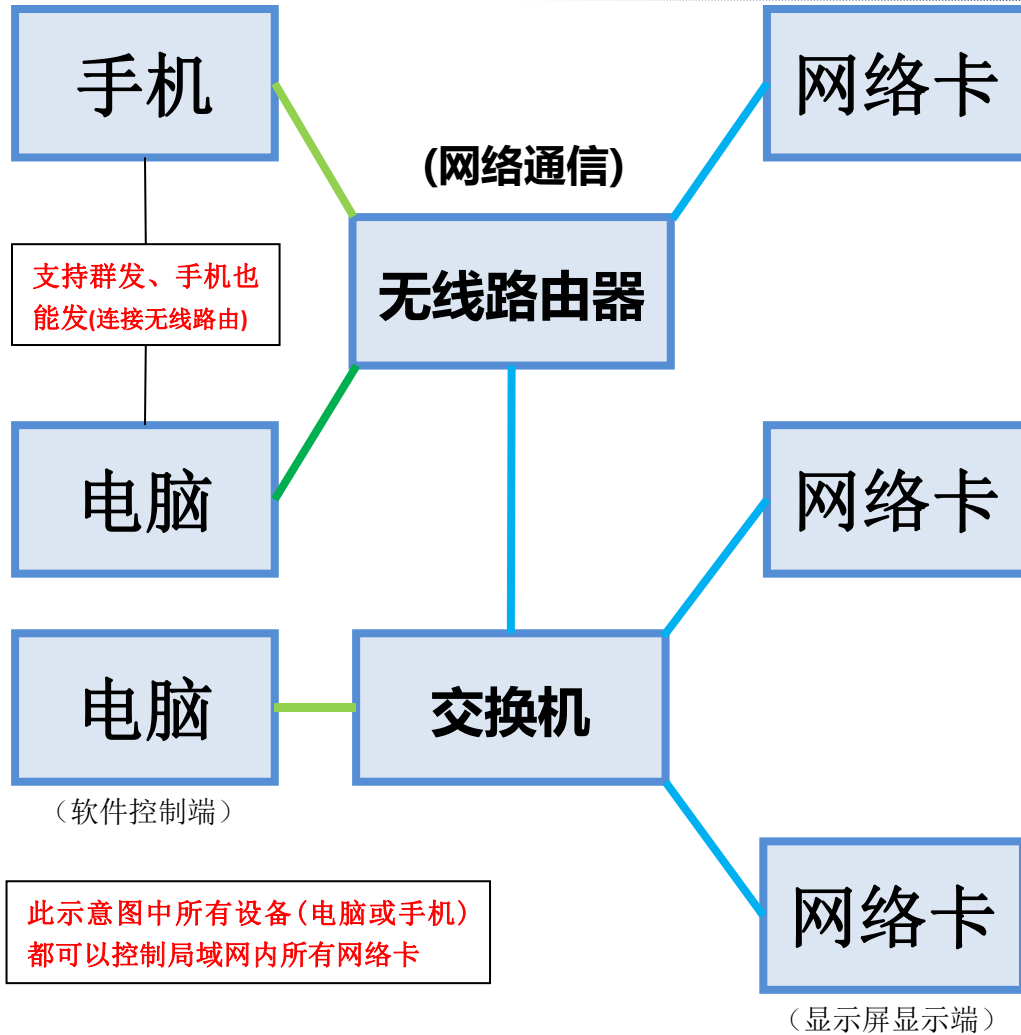 手机
网络卡
(网络通信)
无线路由器
支持群发、手机也
能发(连接无线路由)
电脑
网络卡
电脑
交换机
（软件控制端）
此示意图中所有设备(电脑或手机)
都可以控制局域网内所有网络卡
网络卡
（显示屏显示端）